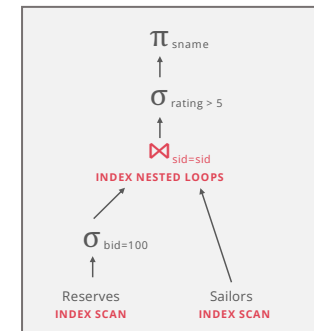 π sname
σ rating > 5
⋈ sid=sid
INDEX NESTED LOOPS
σ bid=100
Reserves Sailors
INDEX SCAN INDEX SCAN